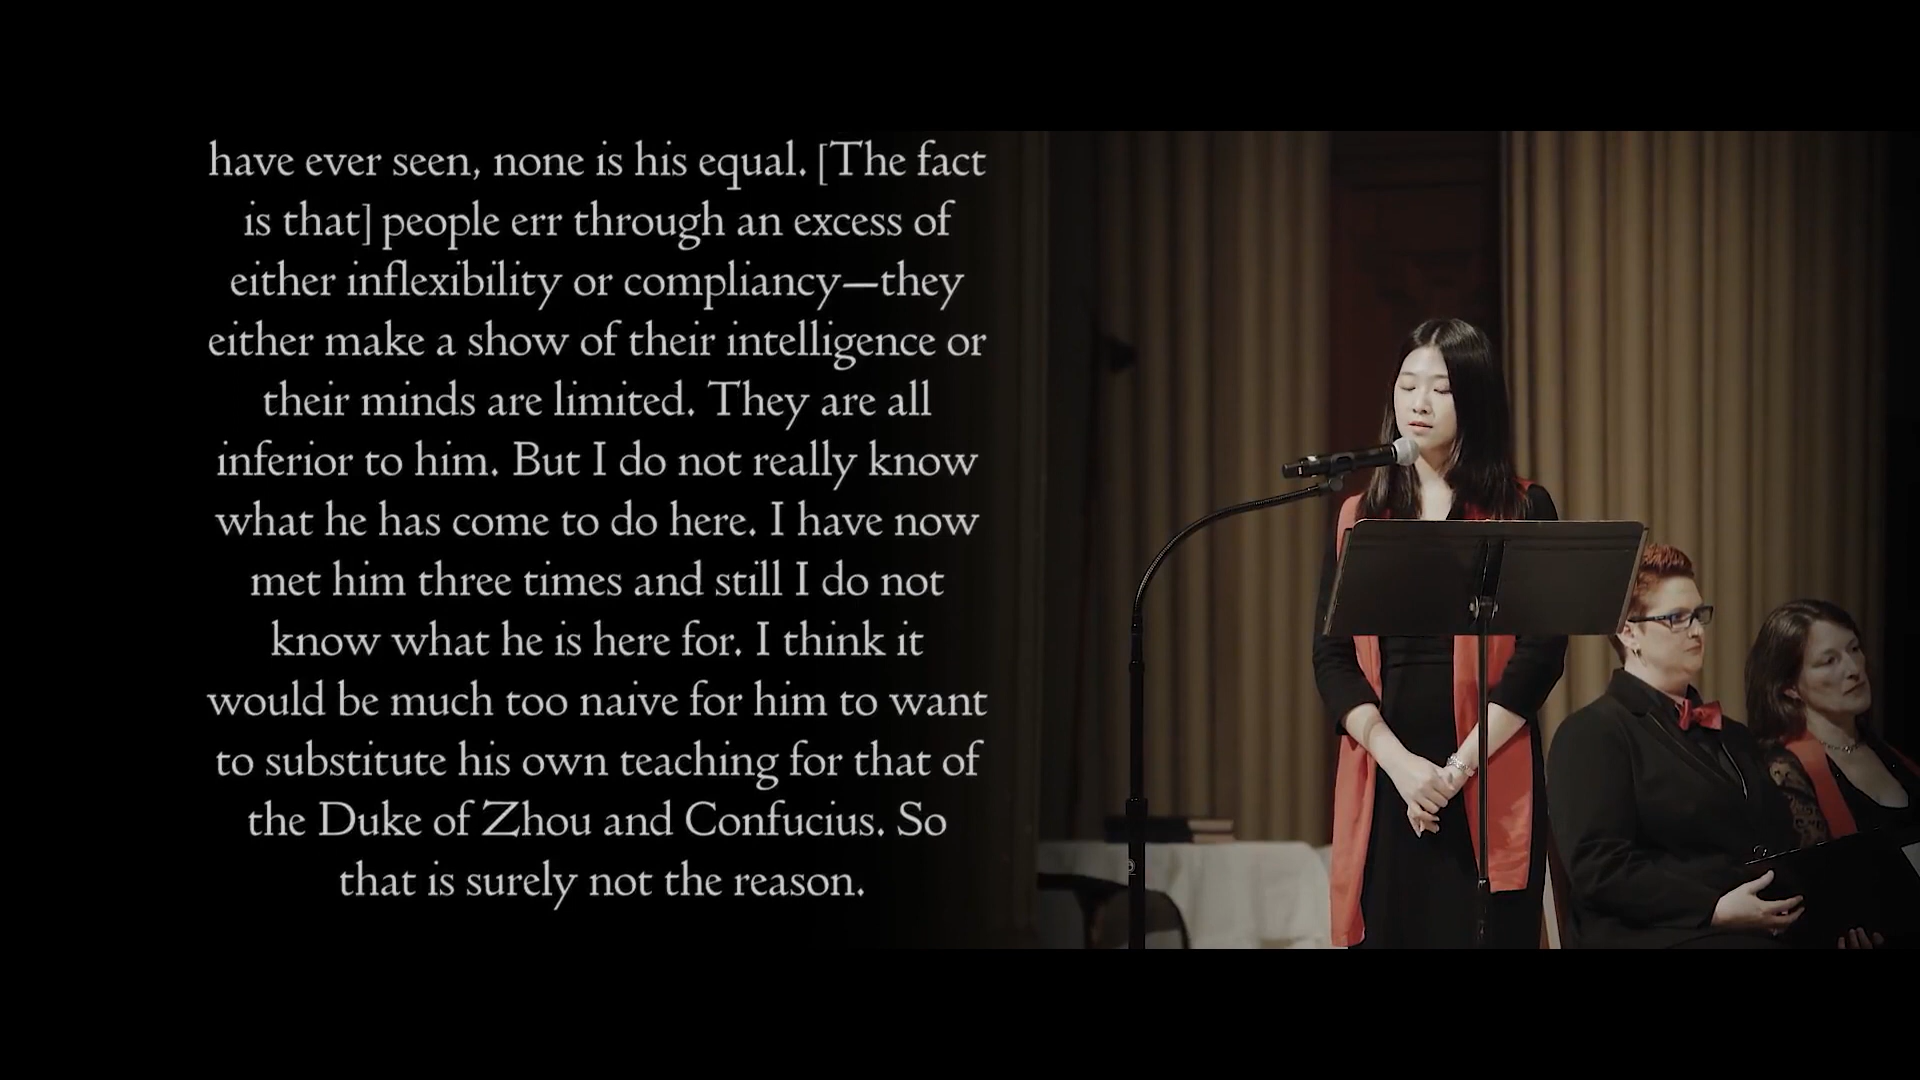 have ever seen, none is his equal. [The fact
is that] people err through an excess of
either inflexibility or compliancy—they
either make a show of their intelligence or
their minds are limited. They are all
inferior to him. But I do not really know
what he has come to do here. I have now
met him three times and still I do not
know what he is here for. I think it
would be much too naive for him to want
to substitute his own teaching for that of
the Duke of Zhou and Confucius. So
that is surely not the reason.